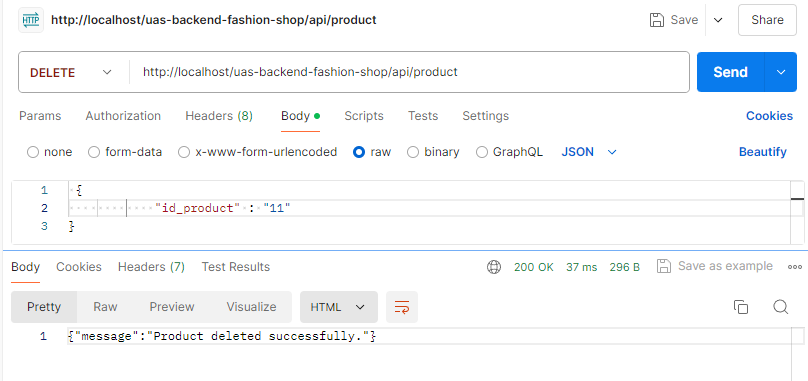 HTTP http://localhost/uas-backend-fashion-shop/api/product Save Share
DELETE http://localhost/uas-backend-fashion-shop/api/product Send
Params Authorization Headers (8) Body Scripts Tests Settings Cookies
none form-data x-www-form-urlencoded raw binary GraphQL JSON Beautify
1 {
2 "id_product" : "11"
3 }
Body Cookies Headers (7) Test Results 200 OK 37 ms 296 B Save as example
Pretty Raw Preview Visualize HTML
1 {"message":"Product deleted successfully."}